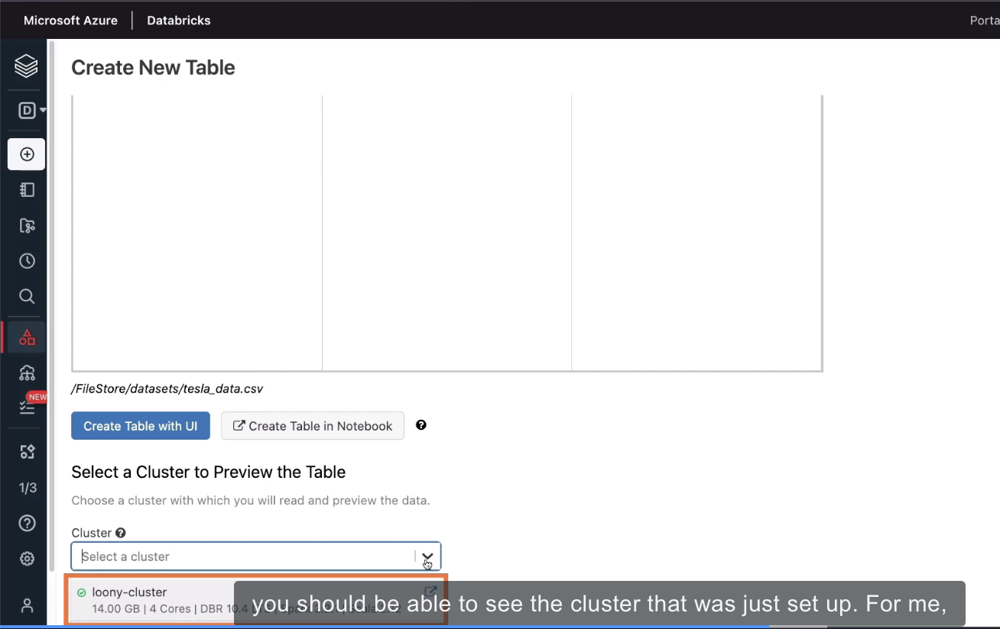 Microsoft Azure | Databricks
Porta
Create New Table
D
NEW
1/3
/FileStore/datasets/tesla_data.csv
Create Table with UI
Create Table in Notebook
Select a Cluster to Preview the Table
Choose a cluster with which you will read and preview the data.
Cluster
Select a cluster
loony-cluster
14.00 GB | 4 Cores | DBR 10.4
you should be able to see the cluster that was just set up. For me,